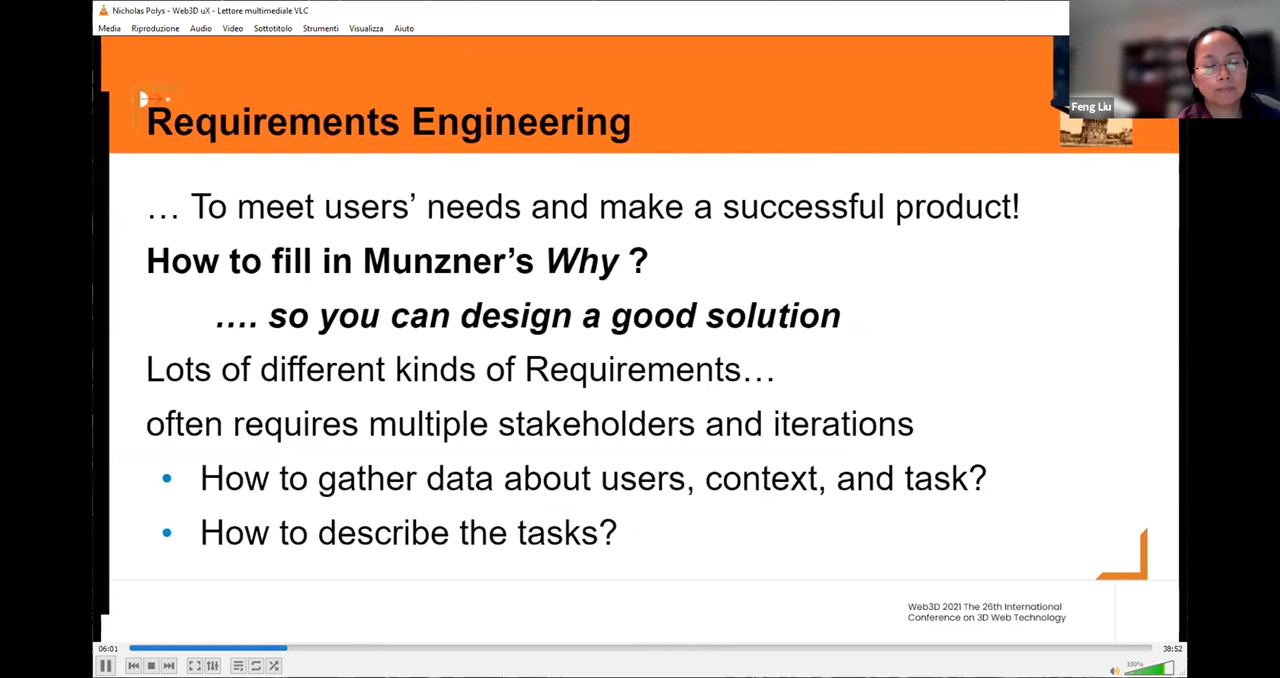 Nicholas Polys - Web3D uX - Lettore multimediale VLC
Media Riproduzione Audio Video Sottotitolo Strumenti Visualizza Aiuto
Feng Liu
Requirements Engineering
… To meet users’ needs and make a successful product!
How to fill in Munzner’s Why ?
…. so you can design a good solution
Lots of different kinds of Requirements…
often requires multiple stakeholders and iterations
• How to gather data about users, context, and task?
• How to describe the tasks?
Web3D 2021 The 26th International
Conference on 3D Web Technology
06:01 38:52
100%